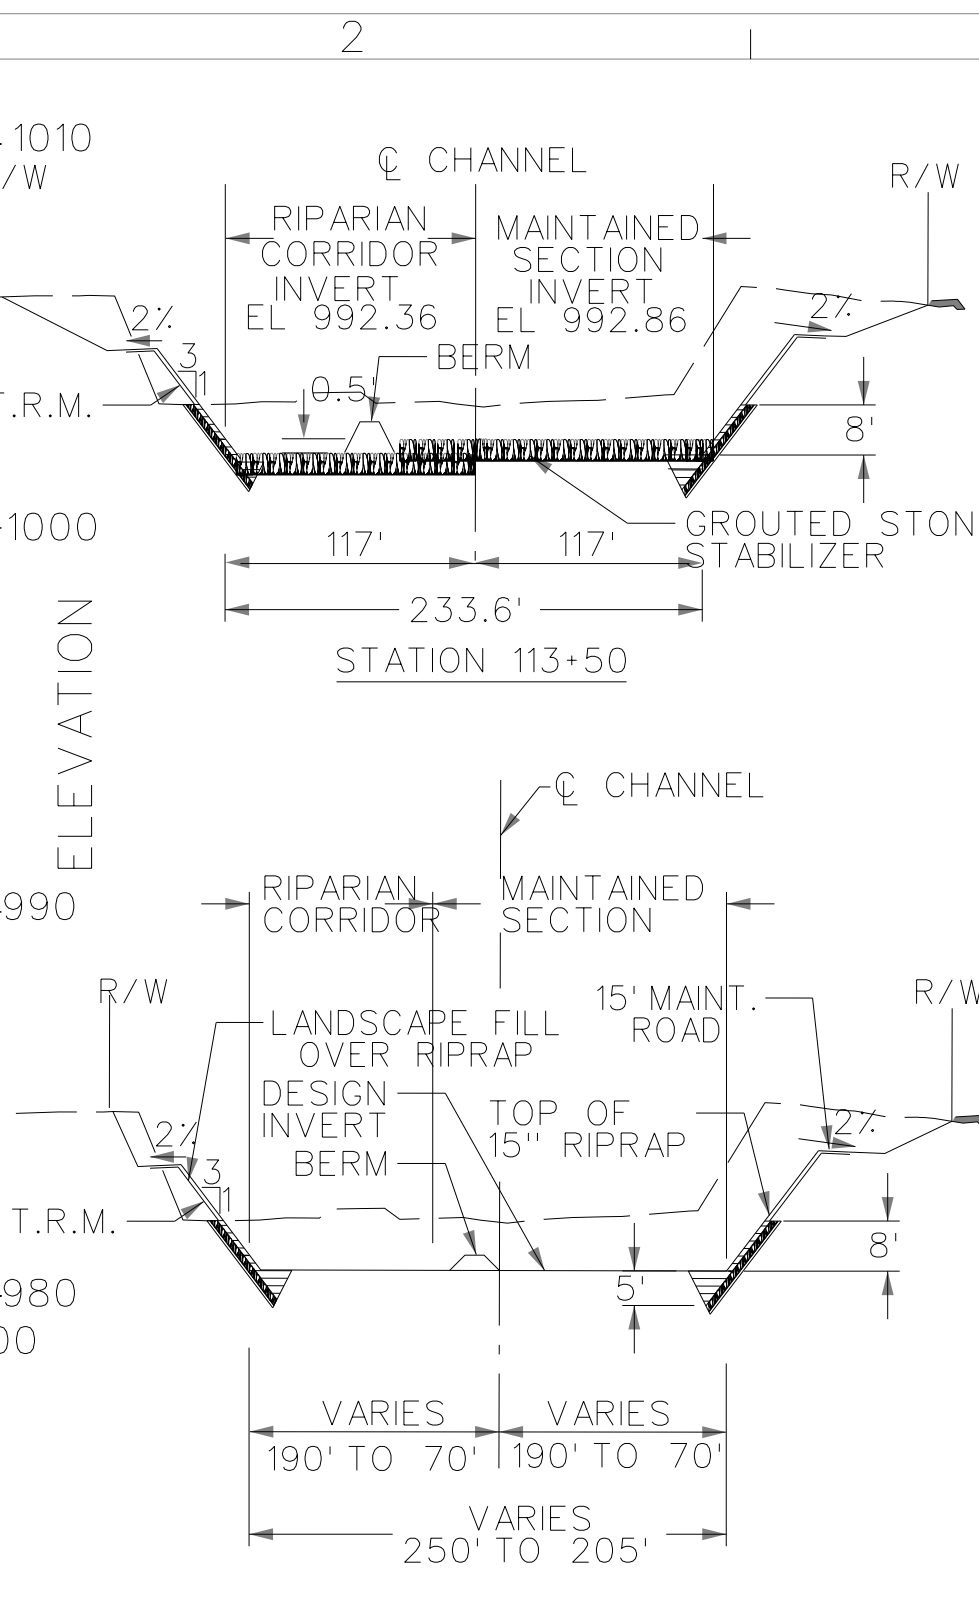 2
1010
/W
℄ CHANNEL
R/W
RIPARIAN
CORRIDOR
INVERT
EL 992.36
MAINTAINED
SECTION
INVERT
EL 992.86
2%
2%
BERM
3
1
0.5'
T.R.M.
8'
1000
GROUTED STON
STABILIZER
117'
117'
233.6'
STATION 113+50
ELEVATION
℄ CHANNEL
990
RIPARIAN
CORRIDOR
MAINTAINED
SECTION
R/W
15' MAINT.
ROAD
R/W
LANDSCAPE FILL
OVER RIPRAP
DESIGN
INVERT
TOP OF
15" RIPRAP
2%
2%
BERM
3
1
T.R.M.
8'
5'
980
00
VARIES
190' TO 70'
VARIES
190' TO 70'
VARIES
250' TO 205'